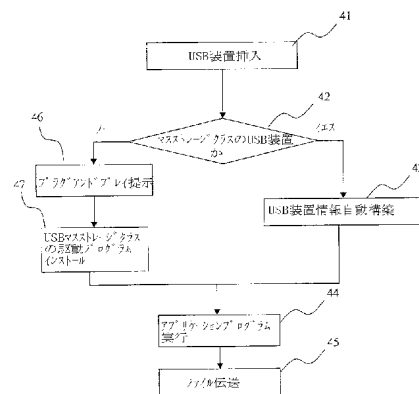 41
USB装置挿入
42
マスストレージクラスのUSB装置
か
ノー
イエス
46
プラグアンドプレイ提示
43
USB装置情報自動構築
47
USBマスストレージクラス
の駆動プログラム
インストール
44
アプリケーションプログラム
実行
45
ファイル伝送